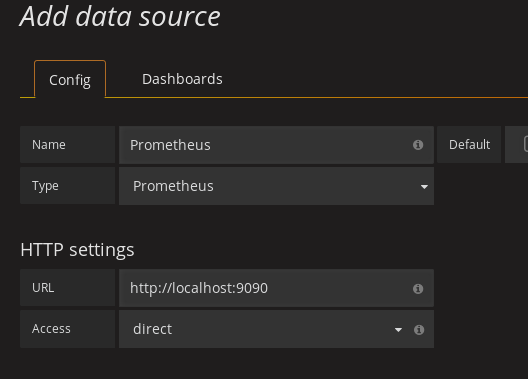 Add data source
Config Dashboards
Name Prometheus Default
Type Prometheus
HTTP settings
URL http://localhost:9090
Access direct